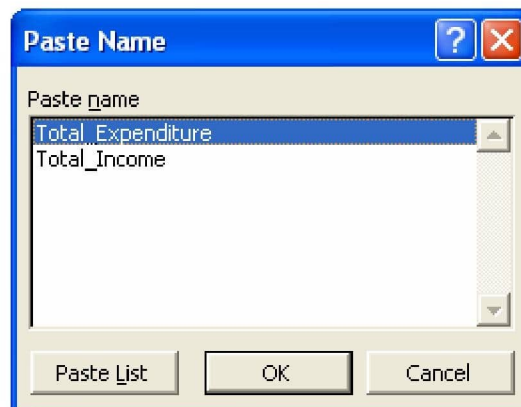 Paste Name
?
Paste name
Total_Expenditure
Total_Income
Paste List
OK
Cancel